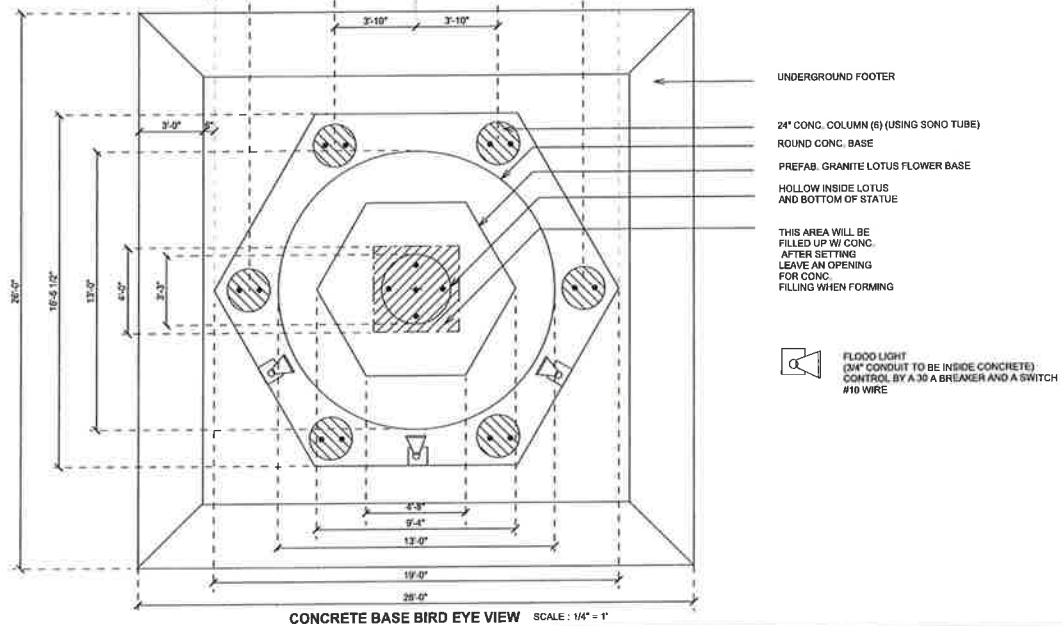 3'-10" 3'-10"
UNDERGROUND FOOTER
24" CONC. COLUMN (6) (USING SONO TUBE)
3'-0" 6"
ROUND CONC. BASE
PREFAB. GRANITE LOTUS FLOWER BASE
HOLLOW INSIDE LOTUS
AND BOTTOM OF STATUE
THIS AREA WILL BE
FILLED UP W/ CONC.
AFTER SETTING
LEAVE AN OPENING
FOR CONC.
FILLING WHEN FORMING
26'-0"
16'-5 1/2"
13'-0"
4'-0"
3'-3"
FLOOD LIGHT
(3/4" CONDUIT TO BE INSIDE CONCRETE)
CONTROL BY A 30 A BREAKER AND A SWITCH
#10 WIRE
4'-8"
9'-4"
13'-0"
19'-0"
26'-0"
CONCRETE BASE BIRD EYE VIEW SCALE : 1/4" = 1'